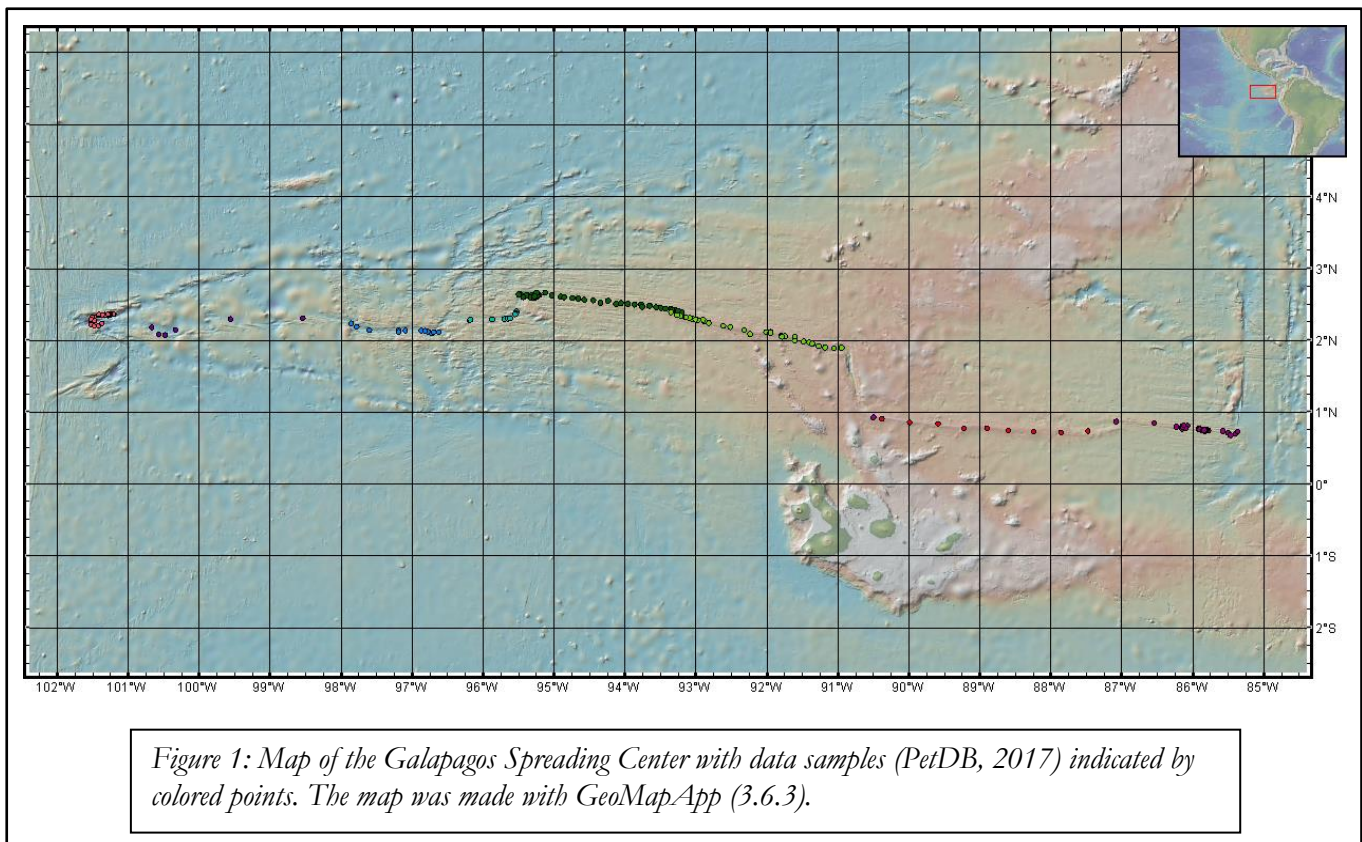 4°N
3°N
2°N
1°N
0°
1°S
2°S
102°W 101°W 100°W 99°W 98°W 97°W 96°W 95°W 94°W 93°W 92°W 91°W 90°W 89°W 88°W 87°W 86°W 85°W
Figure 1: Map of the Galapagos Spreading Center with data samples (PetDB, 2017) indicated by
colored points. The map was made with GeoMapApp (3.6.3).